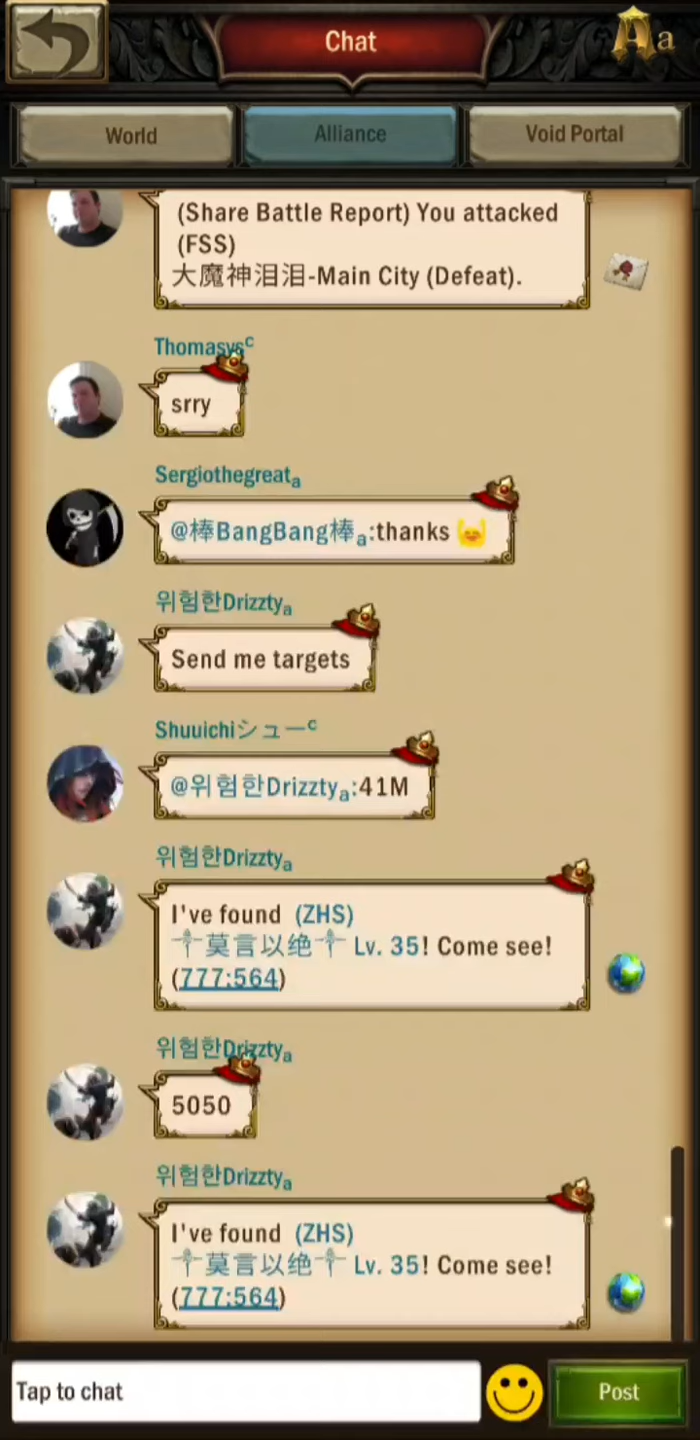 Chat
Aa
World
Alliance
Void Portal
(Share Battle Report) You attacked
(FSS)
大魔神泪泪-Main City (Defeat).
Thomasysᶜ
srry
Sergiothegreatₐ
@棒BangBang棒ₐ:thanks
위험한Drizztyₐ
Send me targets
Shuuichiシューᶜ
@위험한Drizztyₐ:41M
위험한Drizztyₐ
I've found (ZHS)
莫言以绝 Lv. 35! Come see!
(777:564)
위험한Drizztyₐ
5050
위험한Drizztyₐ
I've found (ZHS)
莫言以绝 Lv. 35! Come see!
(777:564)
Tap to chat
Post